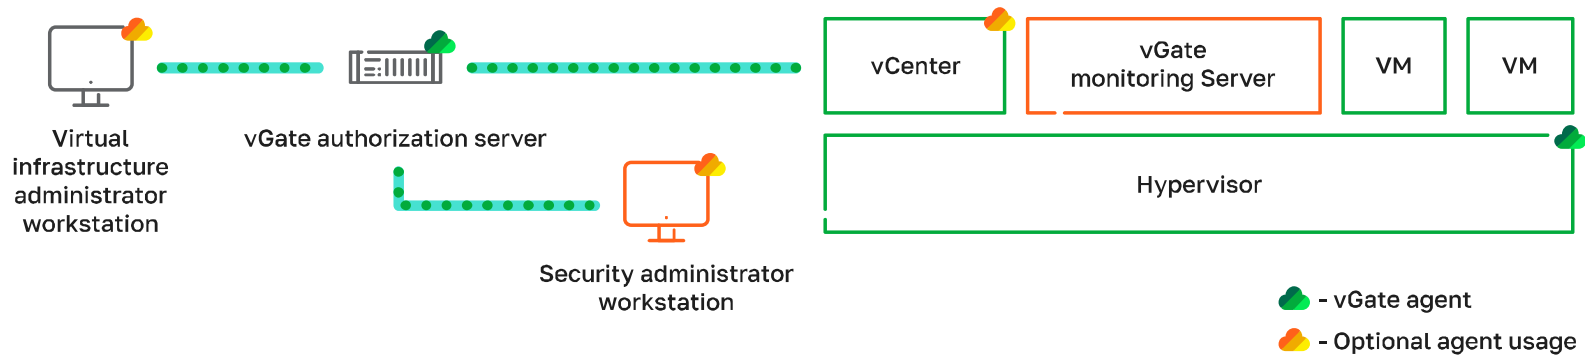 Virtual
infrastructure
administrator
workstation
vGate authorization server
Security administrator
workstation
vCenter
vGate
monitoring Server
VM
VM
Hypervisor
- vGate agent
- Optional agent usage